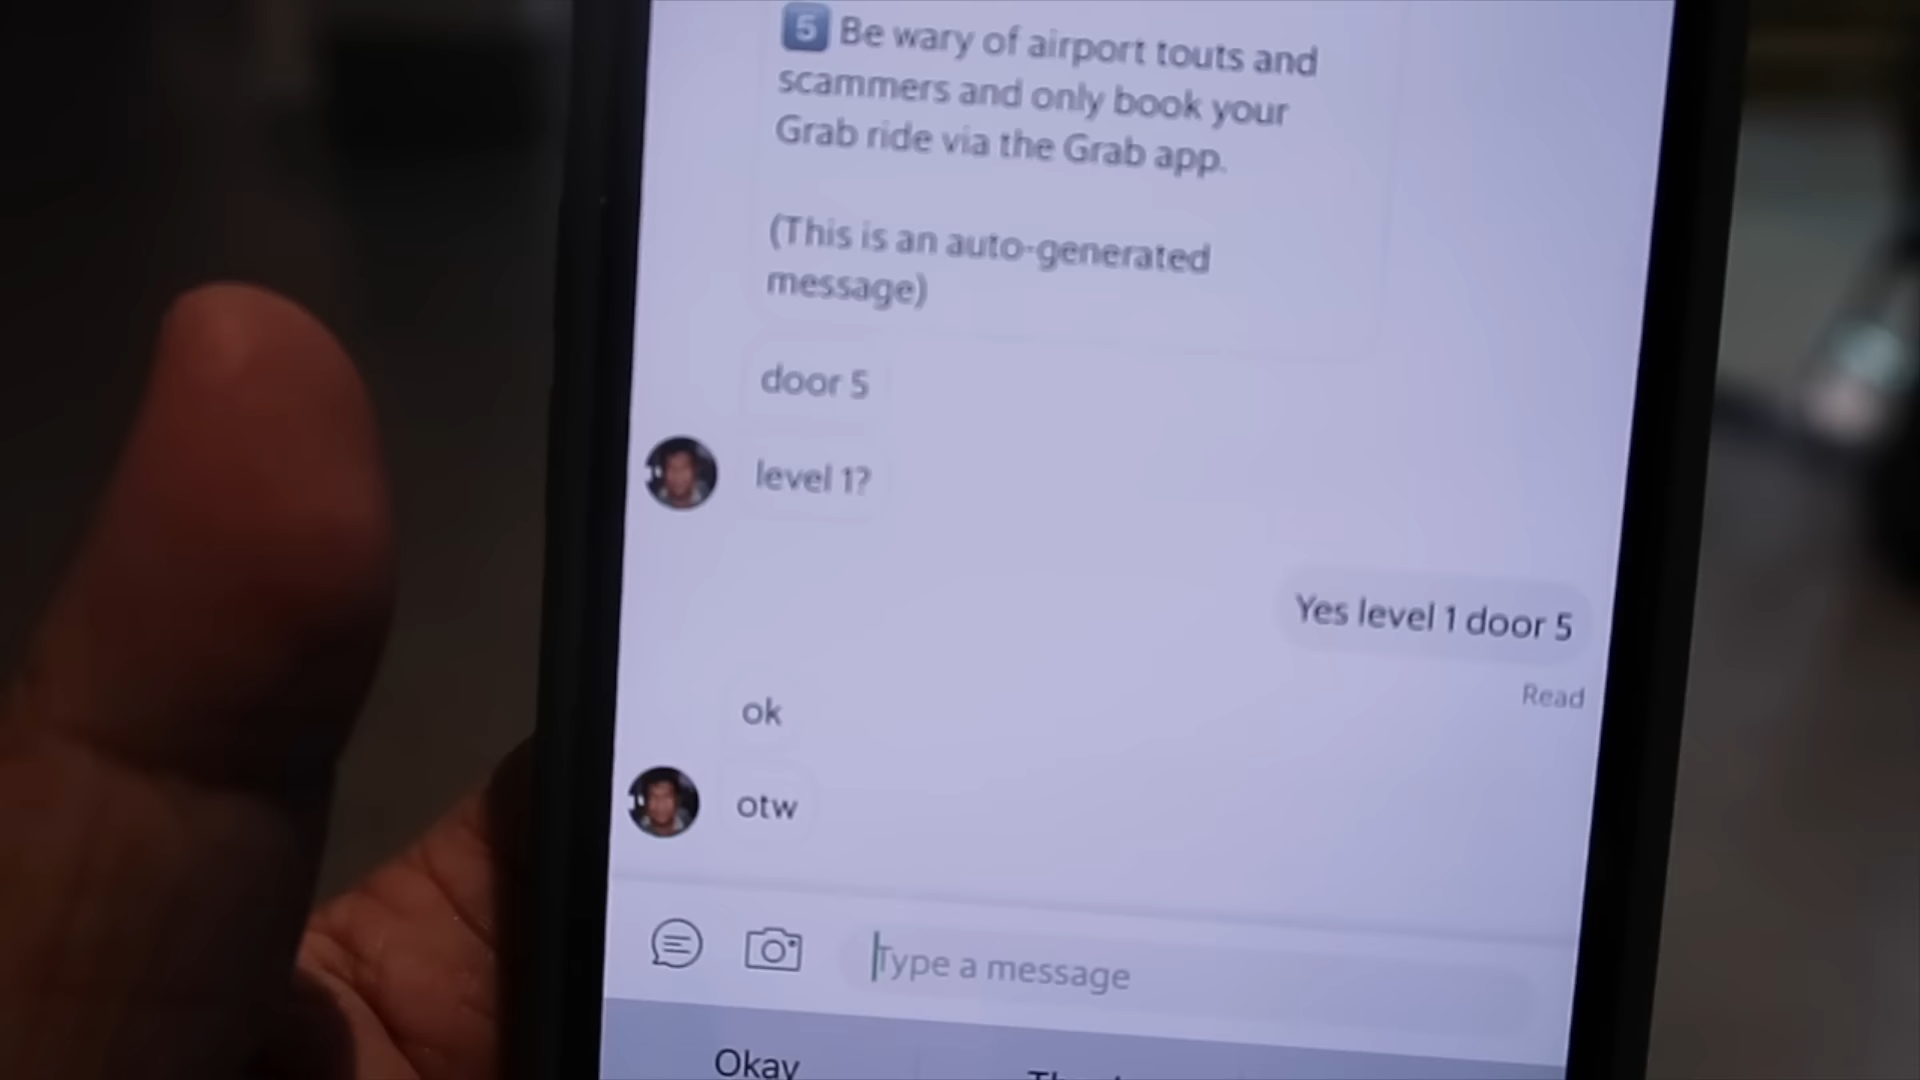 5 Be wary of airport touts and
scammers and only book your
Grab ride via the Grab app.
(This is an auto-generated
message)
door 5
level 1?
Yes level 1 door 5
Read
ok
otw
Type a message
Okay